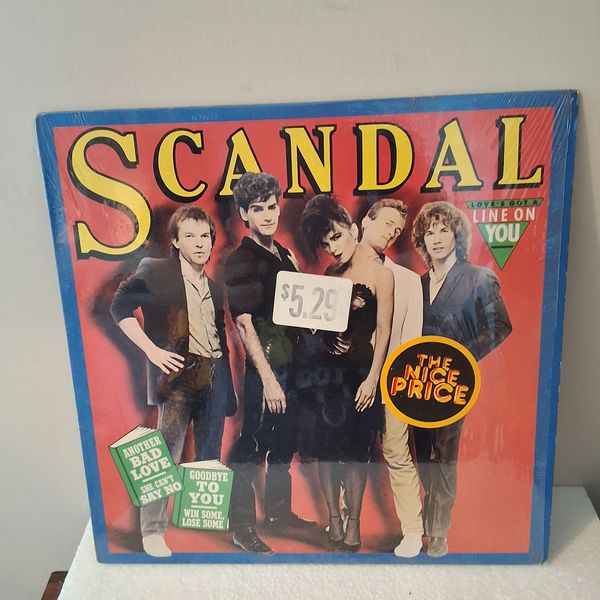 SCANDAL
LOVE'S GOT A
LINE ON
YOU
$5.29
THE
NICE
PRICE
ANOTHER
BAD
LOVE
SHE CAN'T
SAY NO
GOODBYE
TO
YOU
WIN SOME,
LOSE SOME